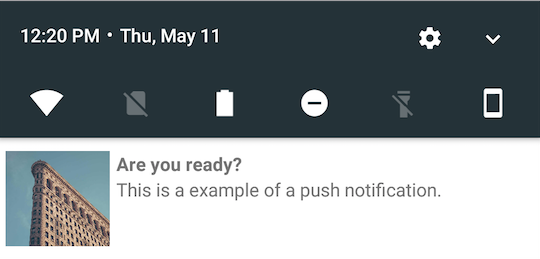 12:20 PM • Thu, May 11
Are you ready?
This is a example of a push notification.